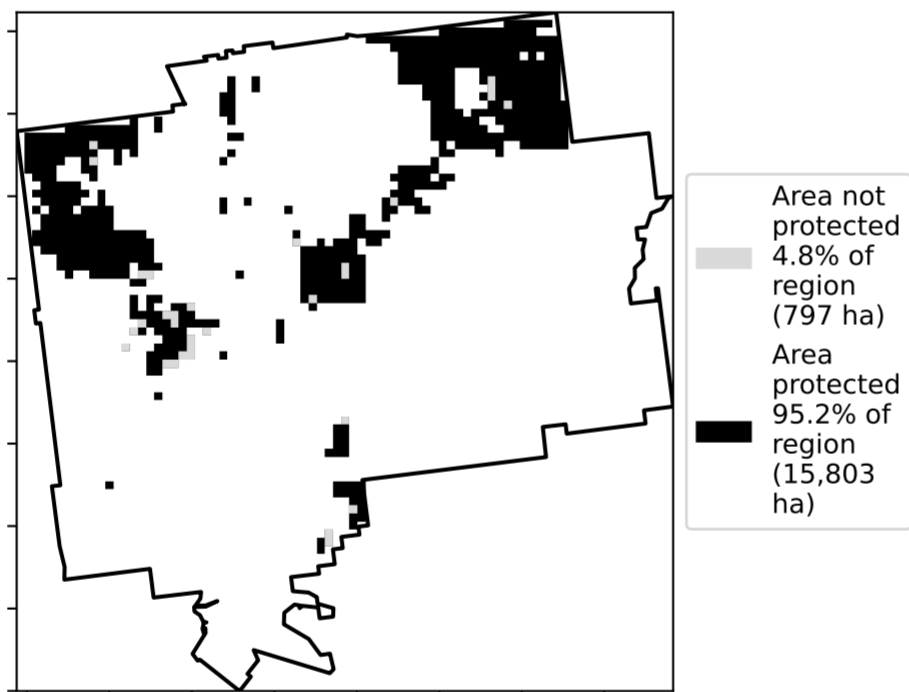 Area not
protected
4.8% of
region
(797 ha)
Area
protected
95.2% of
region
(15,803
ha)